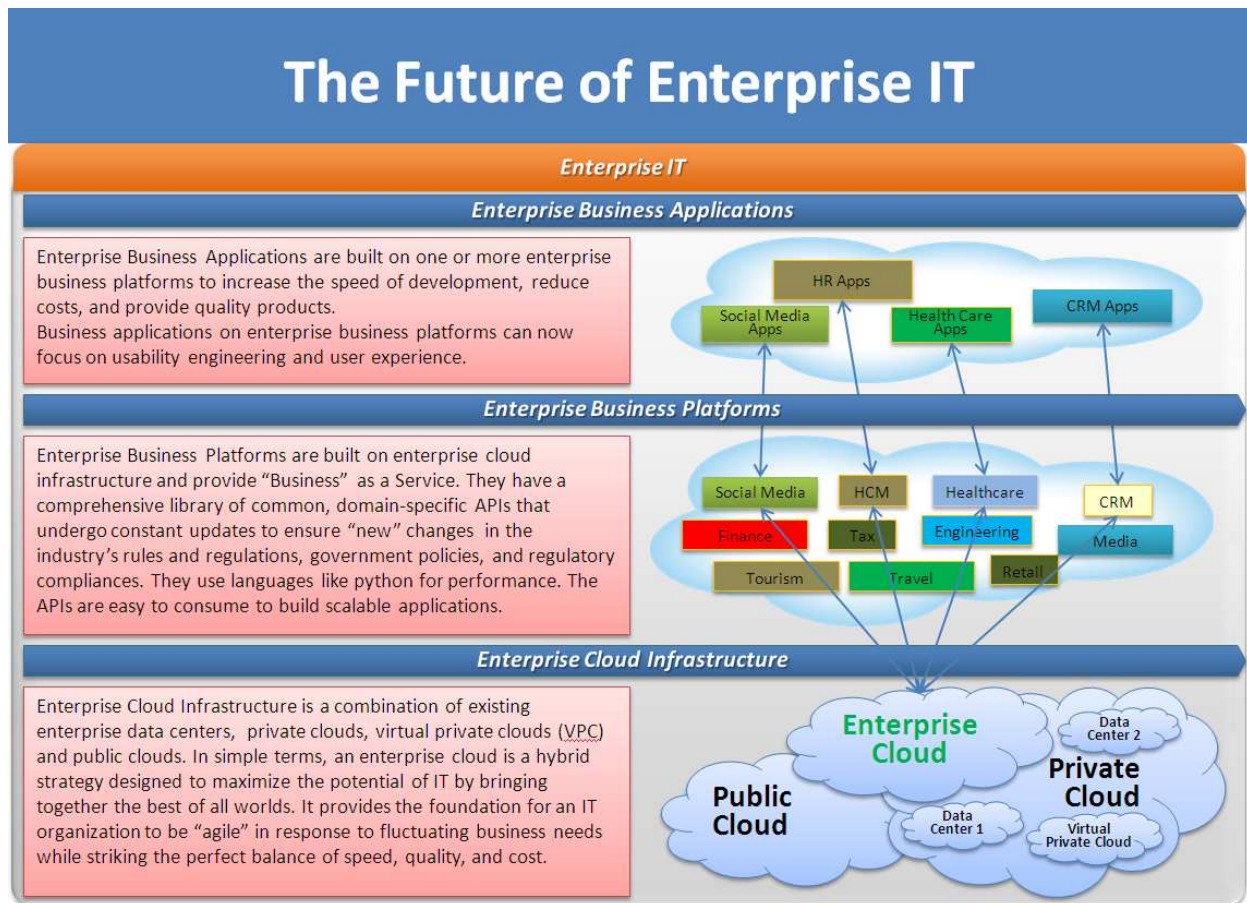 The Future of Enterprise IT
Enterprise IT
Enterprise Business Applications
Enterprise Business Applications are built on one or more enterprise
business platforms to increase the speed of development, reduce
costs, and provide quality products.
Business applications on enterprise business platforms can now
focus on usability engineering and user experience.
HR Apps
Social Media
Apps
Health Care
Apps
CRM Apps
Enterprise Business Platforms
Enterprise Business Platforms are built on enterprise cloud
infrastructure and provide “Business” as a Service. They have a
comprehensive library of common, domain-specific APIs that
undergo constant updates to ensure “new” changes in the
industry’s rules and regulations, government policies, and regulatory
compliances. They use languages like python for performance. The
APIs are easy to consume to build scalable applications.
Social Media
HCM
Healthcare
CRM
Finance
Tax
Engineering
Media
Tourism
Travel
Retail
Enterprise Cloud Infrastructure
Enterprise Cloud Infrastructure is a combination of existing
enterprise data centers, private clouds, virtual private clouds (VPC)
and public clouds. In simple terms, an enterprise cloud is a hybrid
strategy designed to maximize the potential of IT by bringing
together the best of all worlds. It provides the foundation for an IT
organization to be “agile” in response to fluctuating business needs
while striking the perfect balance of speed, quality, and cost.
Enterprise
Cloud
Data
Center 2
Private
Cloud
Public
Cloud
Data
Center 1
Virtual
Private Cloud